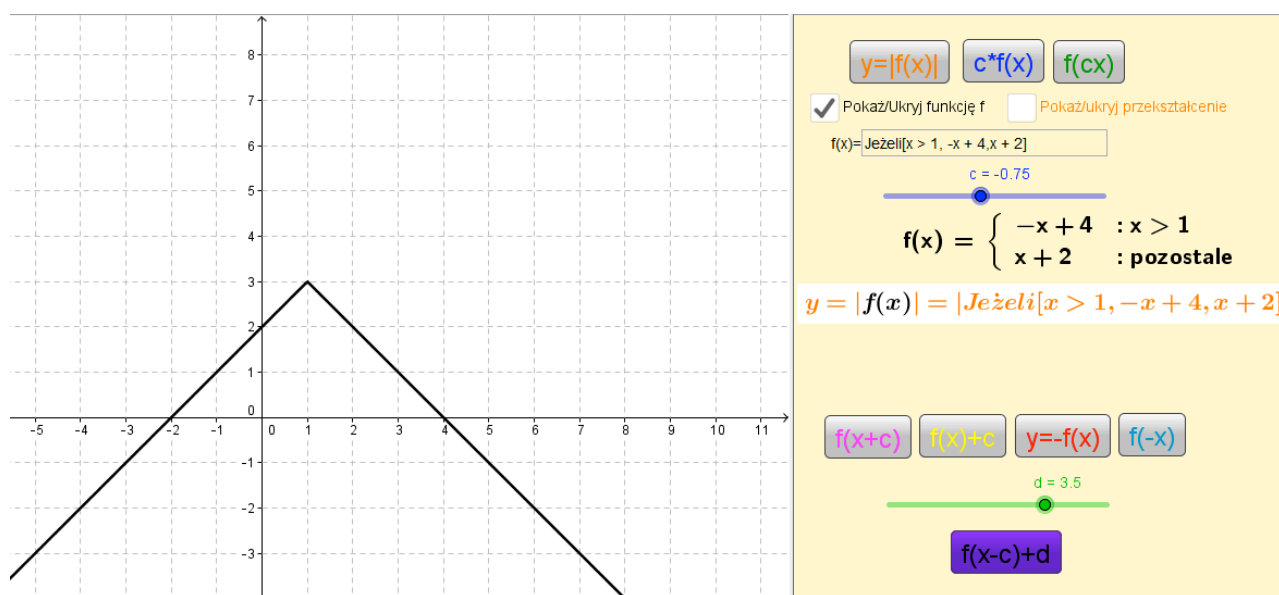 8
7
6
5
4
3
2
1
0
-1
-2
-3
-5 -4 -3 -2 -1 0 1 2 3 4 5 6 7 8 9 10 11
y=|f(x)| c*f(x) f(cx)
Pokaż/Ukryj funkcję f Pokaż/ukryj przekształcenie
f(x)= Jeżeli[x > 1, -x + 4,x + 2]
c = -0.75
f(x) = { −x + 4 : x > 1
x + 2 : pozostale
y = |f(x)| = |Jeżeli[x > 1, −x + 4, x + 2]
f(x+c) f(x)+c y=-f(x) f(-x)
d = 3.5
f(x-c)+d